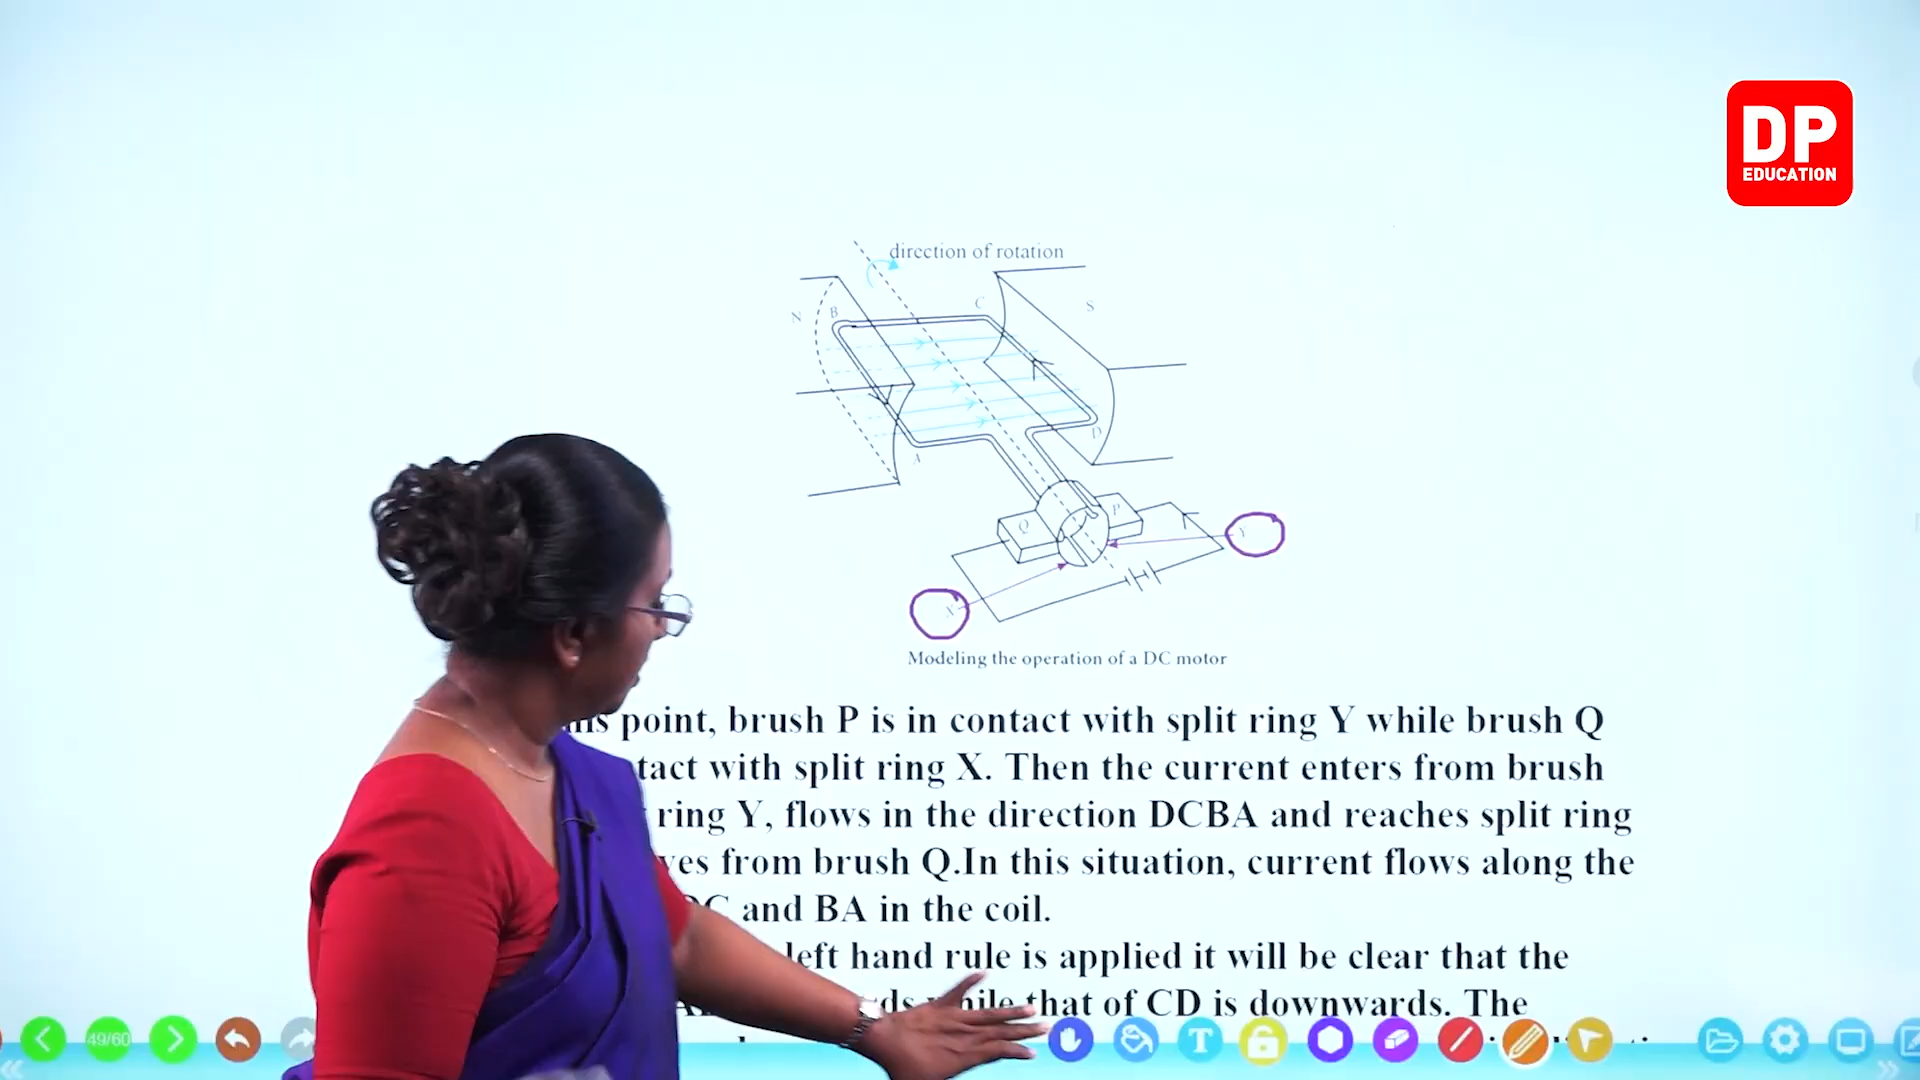 DP
EDUCATION
direction of rotation
N
B
C
S
D
A
Q
P
Y
Modeling the operation of a DC motor
point, brush P is in contact with split ring Y while brush Q
with split ring X. Then the current enters from brush
ring Y, flows in the direction DCBA and reaches split ring
from brush Q.In this situation, current flows along the
and BA in the coil.
left hand rule is applied it will be clear that the
while that of CD is downwards. The
49/60
T